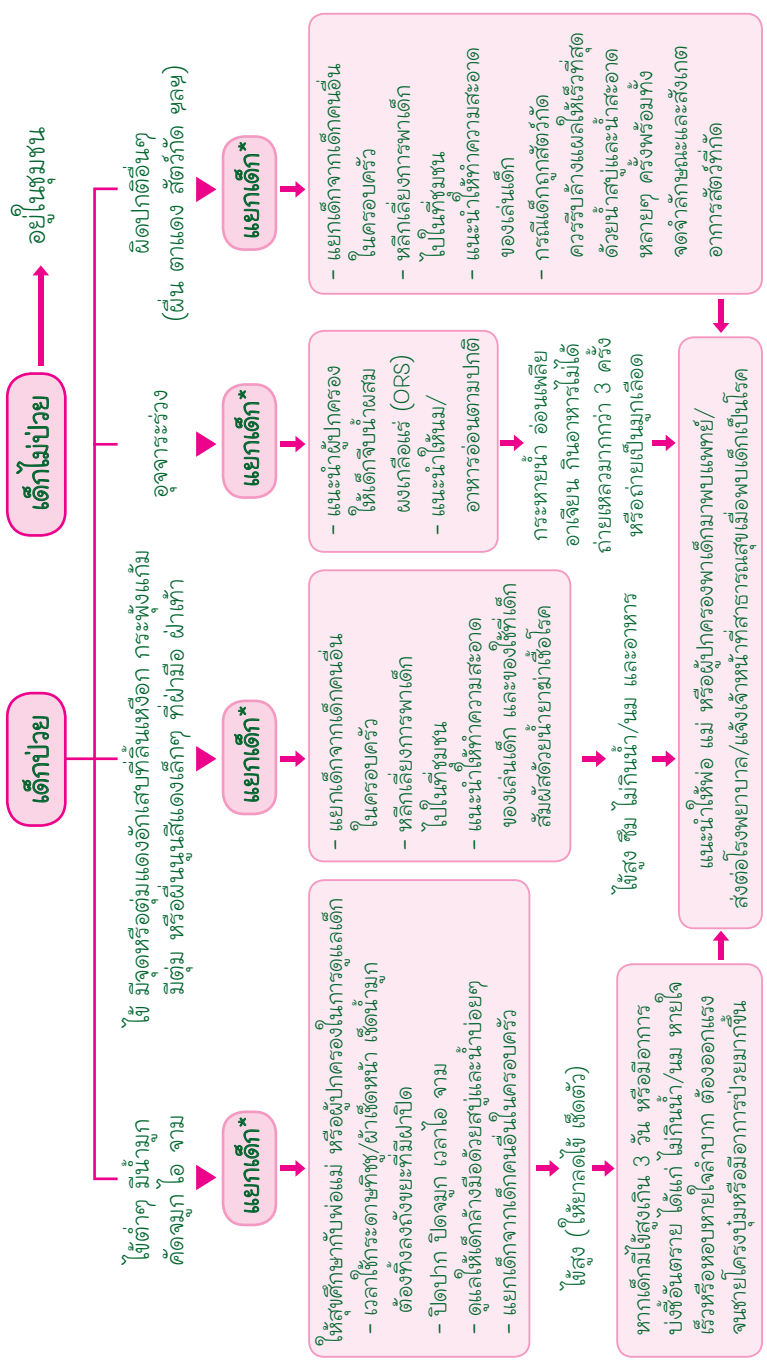 เด็กป่วย
เด็กไม่ป่วย
อยู่ในชุมชน
ไข้ต่ำๆ มีน้ำมูก
คัดจมูก ไอ จาม
แยกเด็ก*
ให้สุขศึกษากับพ่อแม่ หรือผู้ปกครองในการดูแลเด็ก
- เวลาใช้กระดาษทิชชู/ผ้าเช็ดหน้า เช็ดน้ำมูก
ต้องทิ้งลงถังขยะที่มีฝาปิด
- ปิดปาก ปิดจมูก เวลาไอ จาม
- ดูแลให้เด็กล้างมือด้วยสบู่และน้ำบ่อยๆ
- แยกจากเด็กคนอื่นในครอบครัว
ไข้สูง (ให้ยาลดไข้ เช็ดตัว)
หากเด็กมีไข้สูงเกิน 3 วัน หรือมีอาการ
บ่งชี้อันตราย ได้แก่ ไม่กินน้ำ/นม หายใจ
เร็วหรือหอบหายใจลำบาก ต้องออกแรง
จนชายโครงบุ๋มหรือมีอาการป่วยมากขึ้น
ไข้ มีจุดหรือตุ่มแดงอักเสบที่ลิ้นเหงือก กระพุ้งแก้ม
มีตุ่ม หรือผื่นนูนสีแดงเล็กๆ ที่ฝ่ามือ ฝ่าเท้า
แยกเด็ก*
- แยกเด็กจากเด็กคนอื่น
ในครอบครัว
- หลีกเลี่ยงการพาเด็ก
ไปในที่ชุมชน
- แนะนำให้ทำความสะอาด
ของเล่นเด็ก และของใช้ที่เด็ก
สัมผัสด้วยน้ำยาฆ่าเชื้อโรค
ไข้สูง ซึม ไม่กินน้ำ/นม และอาหาร
อุจจาระร่วง
แยกเด็ก*
- แนะนำผู้ปกครอง
ให้เด็กจิบน้ำผสม
ผงเกลือแร่ (ORS)
- แนะนำให้นม/
อาหารอ่อนตามปกติ
กระหายน้ำ อ่อนเพลีย
อาเจียน กินอาหารไม่ได้
ถ่ายเหลวมากกว่า 3 ครั้ง
หรือถ่ายเป็นมูกเลือด
ผิดปกติอื่นๆ
(ผื่น ตาแดง สัตว์กัด ฯลฯ)
แยกเด็ก*
- แยกเด็กจากเด็กคนอื่น
ในครอบครัว
- หลีกเลี่ยงการพาเด็ก
ไปในที่ชุมชน
- แนะนำให้ทำความสะอาด
ของเล่นเด็ก
- กรณีเด็กถูกสัตว์กัด
ควรรีบล้างแผลให้เร็วที่สุด
ด้วยน้ำสบู่และน้ำสะอาด
หลายๆ ครั้งพร้อมทั้ง
จดจำลักษณะและสังเกต
อาการสัตว์ที่กัด
แนะนำให้พ่อ แม่ หรือผู้ปกครองพาเด็กมาพบแพทย์/
ส่งต่อโรงพยาบาล/แจ้งเจ้าหน้าที่สาธารณสุขเมื่อพบเด็กเป็นโรค